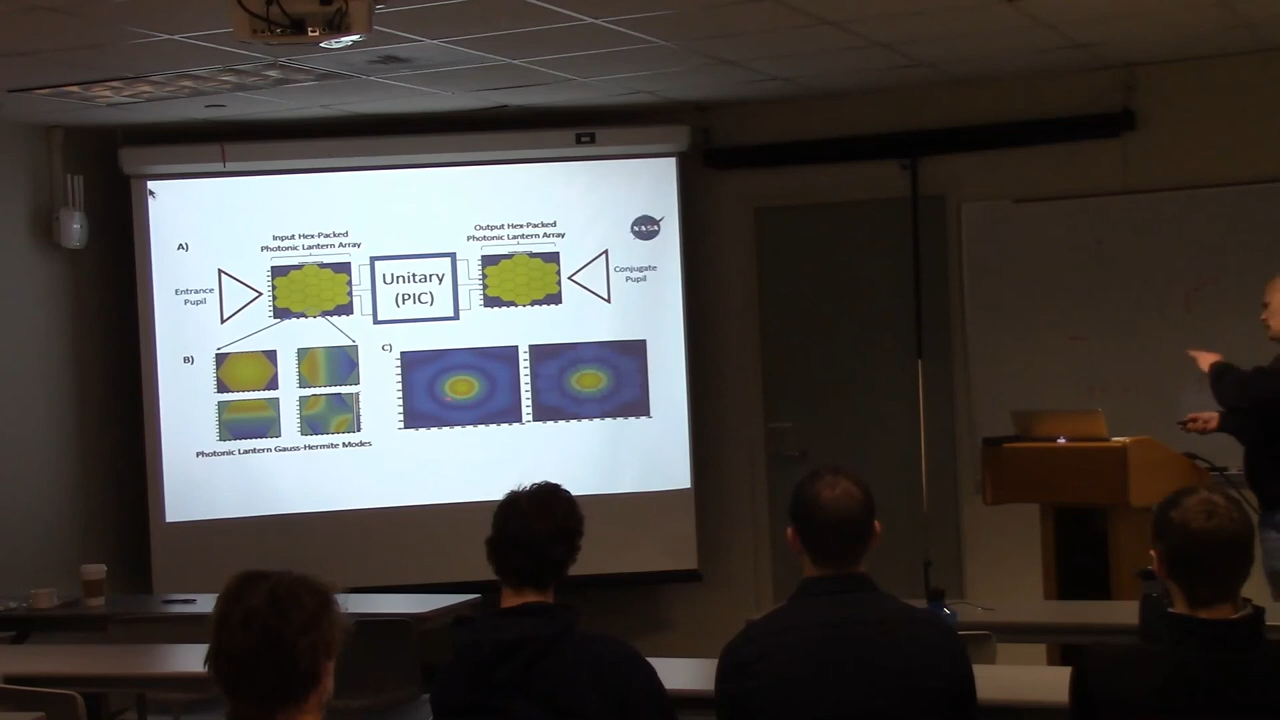 A)
Input Hex-Packed
Photonic Lantern Array
Output Hex-Packed
Photonic Lantern Array
NASA
Entrance
Pupil
Unitary
(PIC)
Conjugate
Pupil
B)
C)
Photonic Lantern Gauss-Hermite Modes